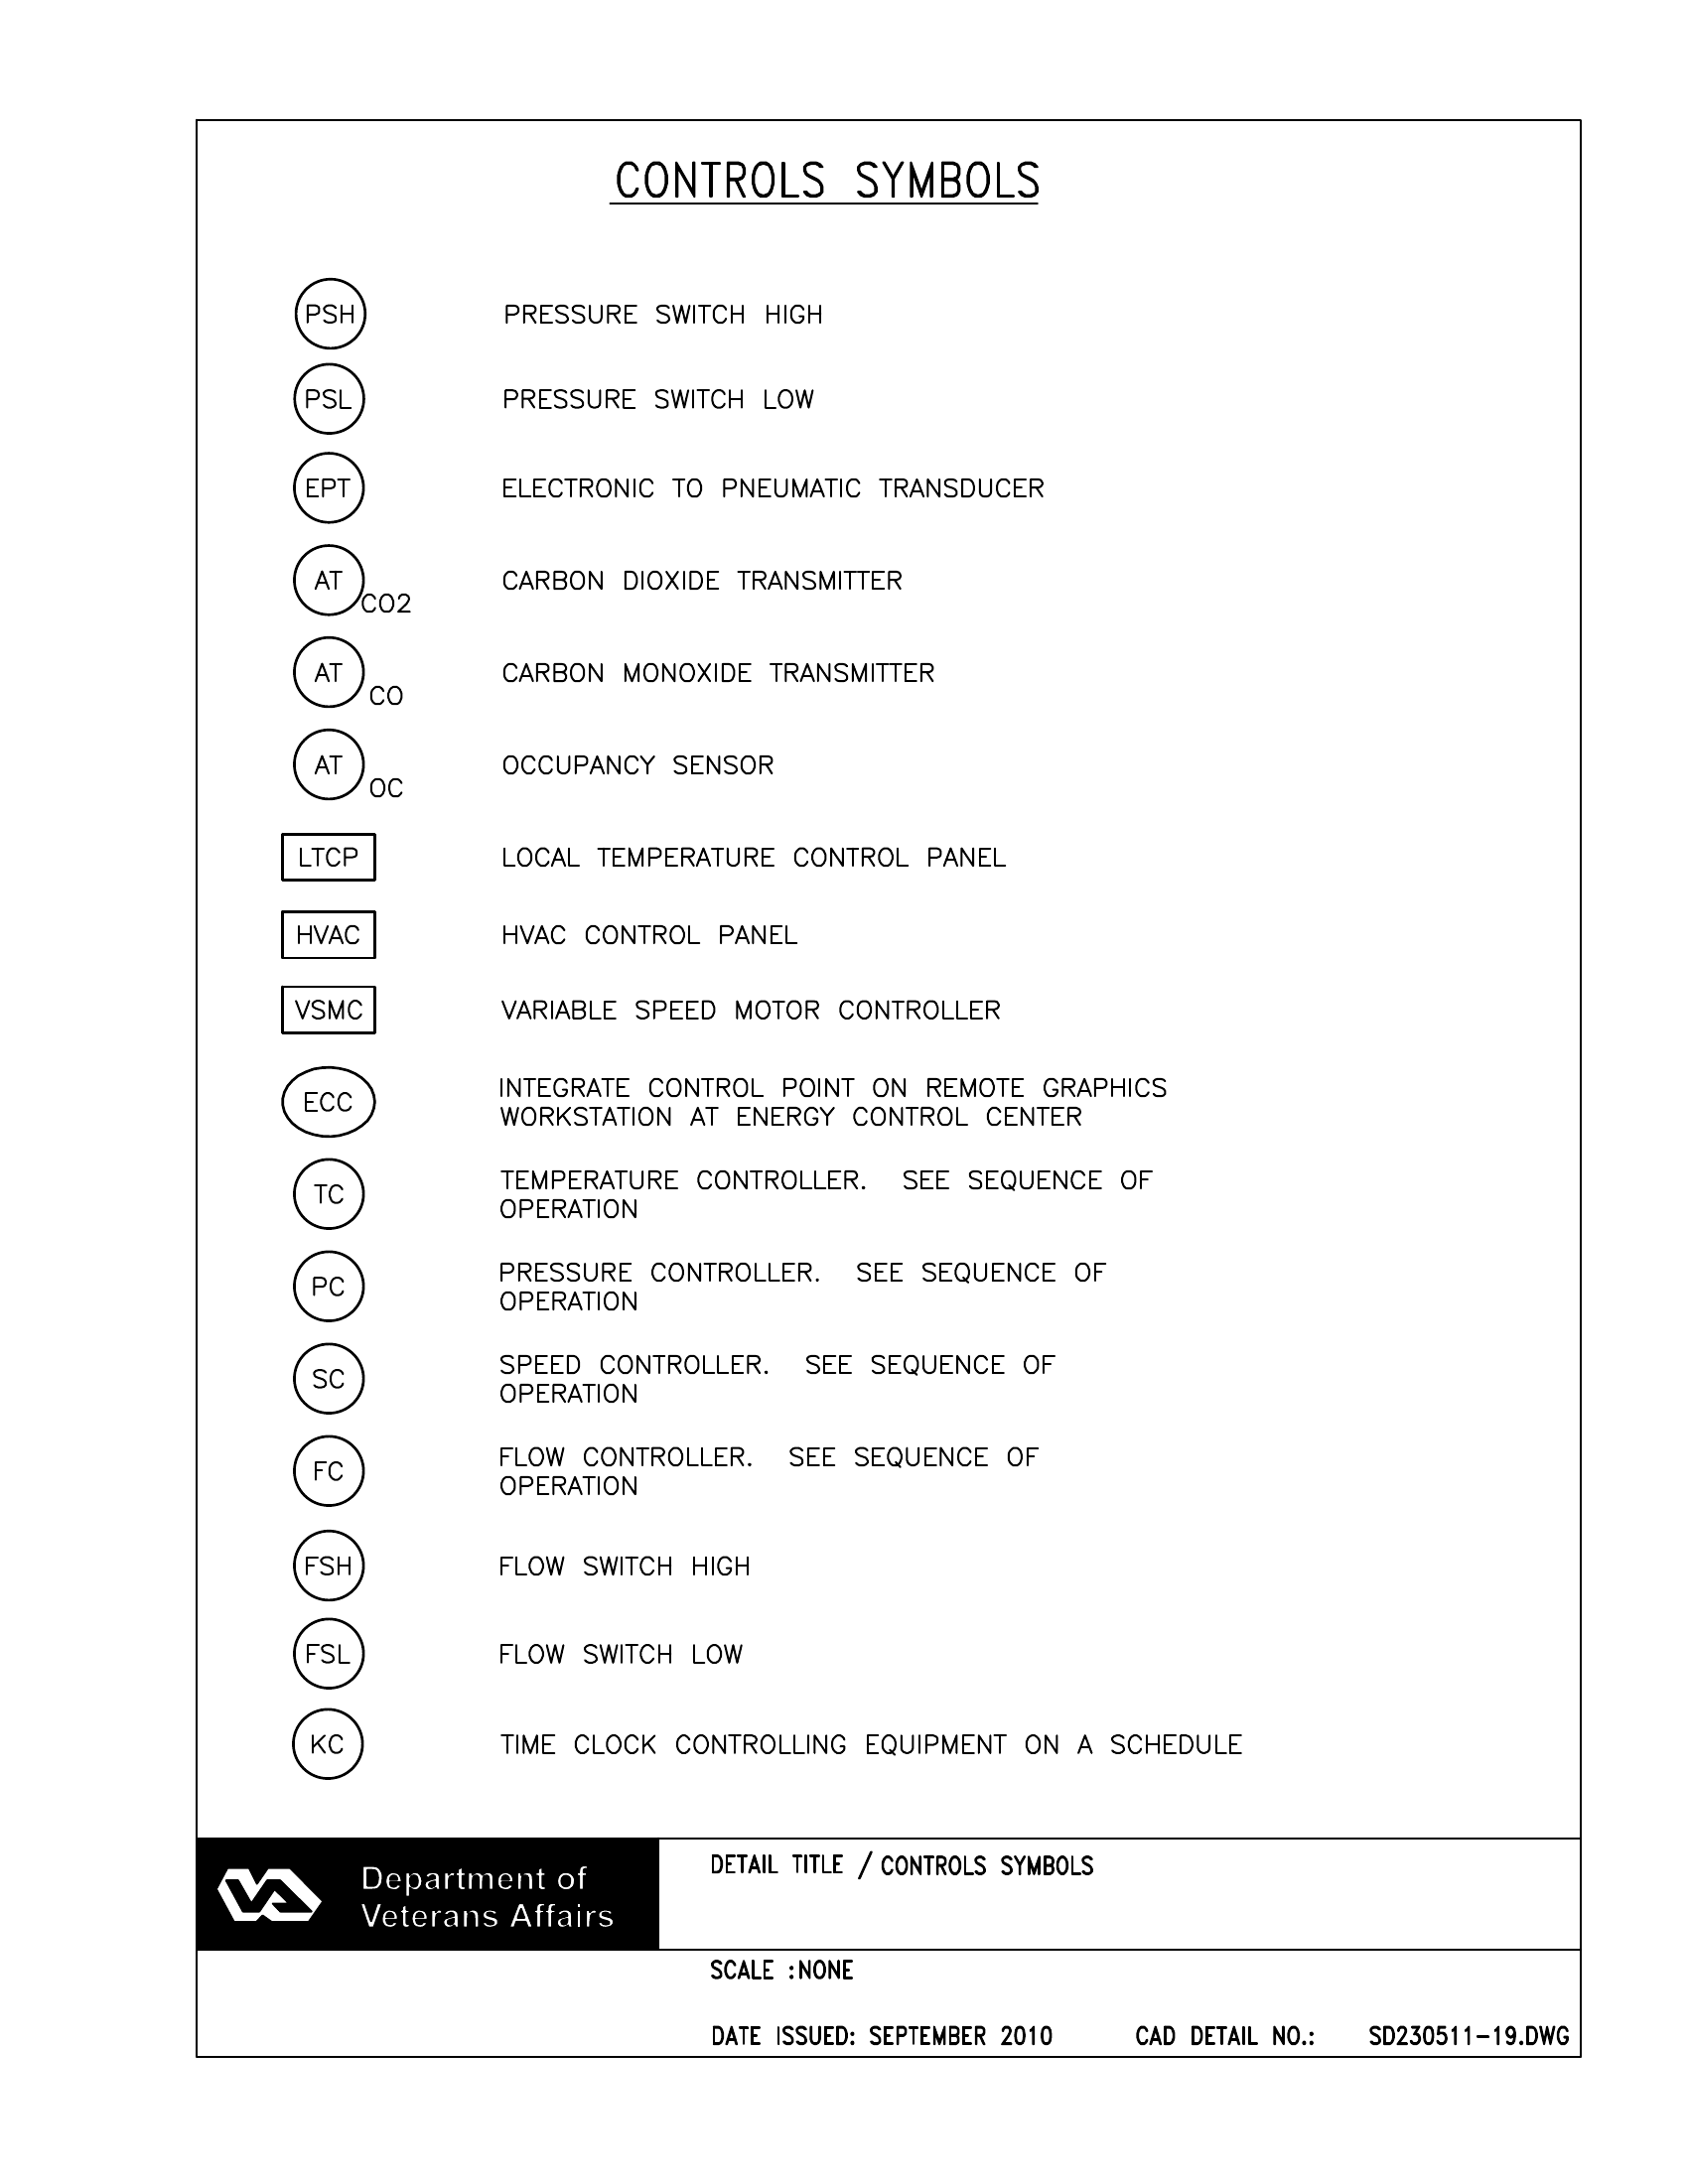 CONTROLS SYMBOLS
PSH PRESSURE SWITCH HIGH
PSL PRESSURE SWITCH LOW
EPT ELECTRONIC TO PNEUMATIC TRANSDUCER
AT CO2 CARBON DIOXIDE TRANSMITTER
AT CO CARBON MONOXIDE TRANSMITTER
AT OC OCCUPANCY SENSOR
LTCP LOCAL TEMPERATURE CONTROL PANEL
HVAC HVAC CONTROL PANEL
VSMC VARIABLE SPEED MOTOR CONTROLLER
ECC INTEGRATE CONTROL POINT ON REMOTE GRAPHICS
WORKSTATION AT ENERGY CONTROL CENTER
TC TEMPERATURE CONTROLLER. SEE SEQUENCE OF
OPERATION
PC PRESSURE CONTROLLER. SEE SEQUENCE OF
OPERATION
SC SPEED CONTROLLER. SEE SEQUENCE OF
OPERATION
FC FLOW CONTROLLER. SEE SEQUENCE OF
OPERATION
FSH FLOW SWITCH HIGH
FSL FLOW SWITCH LOW
KC TIME CLOCK CONTROLLING EQUIPMENT ON A SCHEDULE
VA Department of
Veterans Affairs
DETAIL TITLE / CONTROLS SYMBOLS
SCALE :NONE
DATE ISSUED: SEPTEMBER 2010 CAD DETAIL NO.: SD230511-19.DWG